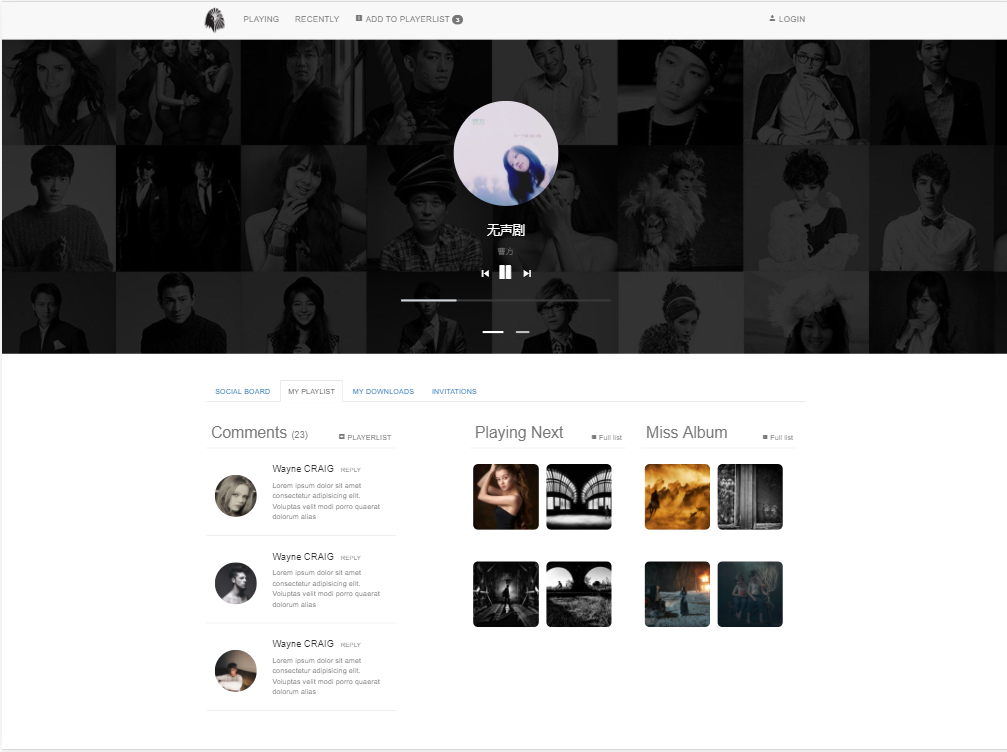 PLAYING RECENTLY ADD TO PLAYERLIST 3 LOGIN
无声剧
曹方
SOCIAL BOARD MY PLAYLIST MY DOWNLOADS INVITATIONS
Comments (23) PLAYERLIST
Wayne CRAIG REPLY
Lorem ipsum dolor sit amet
consectetur adipisicing elit.
Voluptas velit modi porro quaerat
dolorum alias
Wayne CRAIG REPLY
Lorem ipsum dolor sit amet
consectetur adipisicing elit.
Voluptas velit modi porro quaerat
dolorum alias
Wayne CRAIG REPLY
Lorem ipsum dolor sit amet
consectetur adipisicing elit.
Voluptas velit modi porro quaerat
dolorum alias
Playing Next Full list
Miss Album Full list